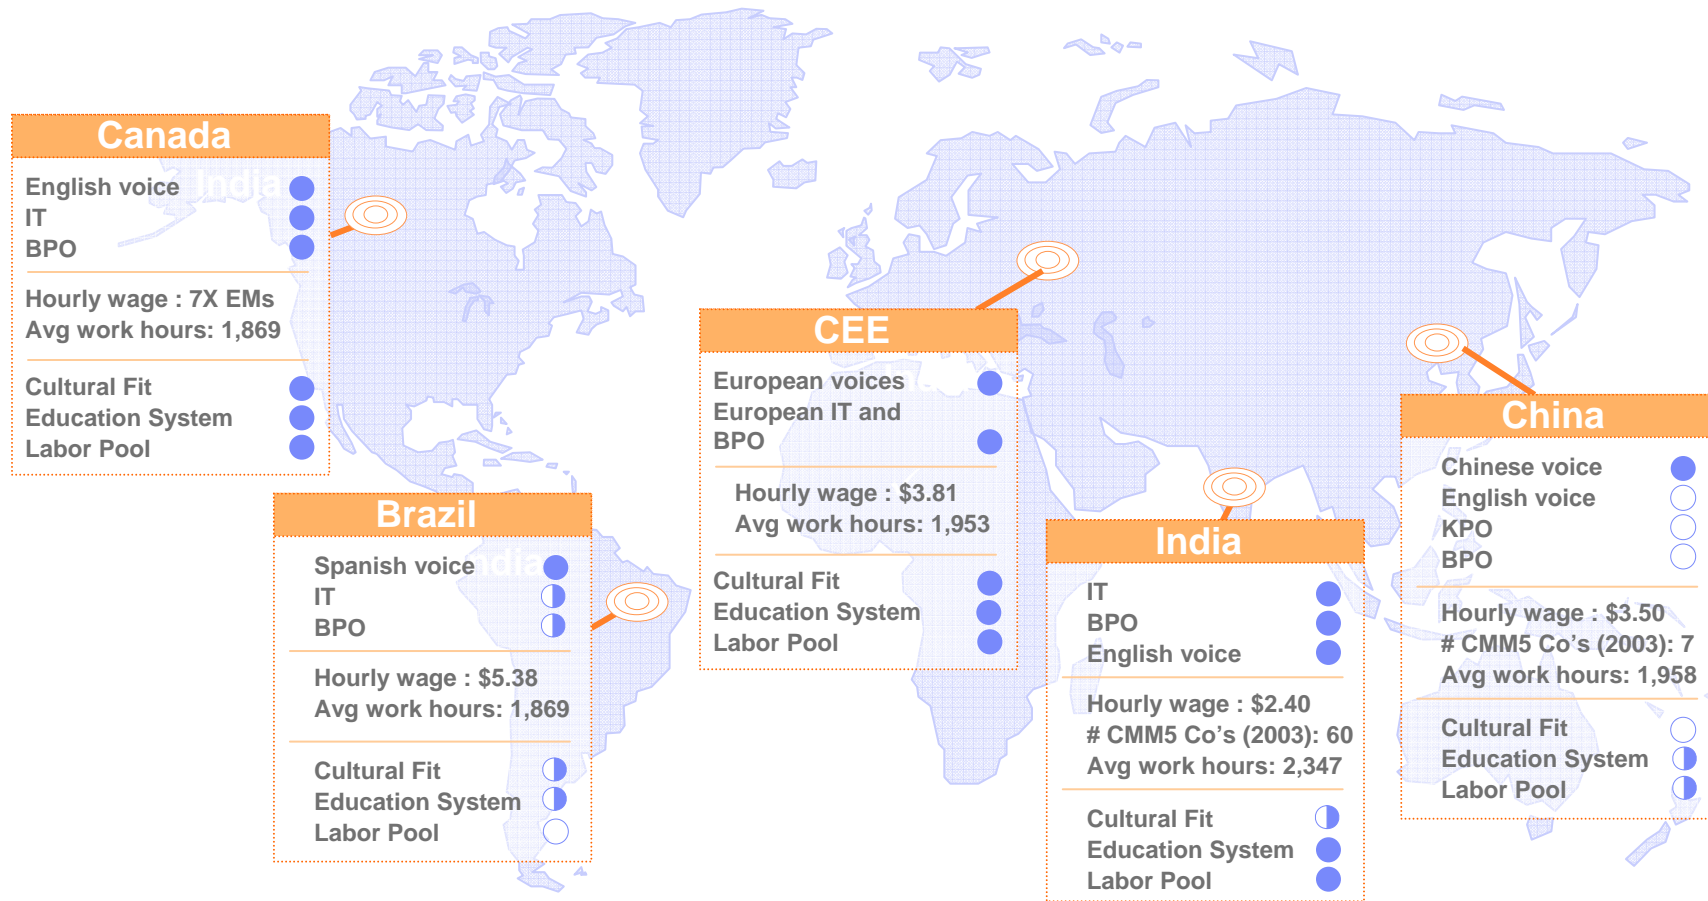 Canada
India
English voice
IT
BPO
Hourly wage : 7X EMs
Avg work hours: 1,869
Cultural Fit
Education System
Labor Pool
Brazil
India
Spanish voice
IT
BPO
Hourly wage : $5.38
Avg work hours: 1,869
Cultural Fit
Education System
Labor Pool
CEE
European voices
European IT and
BPO
Hourly wage : $3.81
Avg work hours: 1,953
Cultural Fit
Education System
Labor Pool
India
IT
BPO
English voice
Hourly wage : $2.40
# CMM5 Co's (2003): 60
Avg work hours: 2,347
Cultural Fit
Education System
Labor Pool
China
Chinese voice
English voice
KPO
BPO
Hourly wage : $3.50
# CMM5 Co’s (2003): 7
Avg work hours: 1,958
Cultural Fit
Education System
Labor Pool